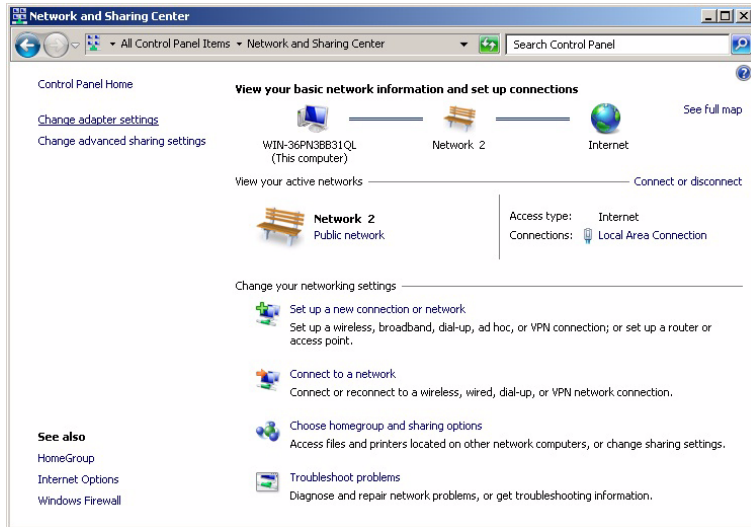 Network and Sharing Center
All Control Panel Items Network and Sharing Center
Search Control Panel
Control Panel Home
Change adapter settings
Change advanced sharing settings
View your basic network information and set up connections
See full map
WIN-36PN3BB31QL
(This computer)
Network 2
Internet
View your active networks
Connect or disconnect
Network 2
Public network
Access type: Internet
Connections: Local Area Connection
Change your networking settings
Set up a new connection or network
Set up a wireless, broadband, dial-up, ad hoc, or VPN connection; or set up a router or
access point.
Connect to a network
Connect or reconnect to a wireless, wired, dial-up, or VPN network connection.
Choose homegroup and sharing options
Access files and printers located on other network computers, or change sharing settings.
Troubleshoot problems
Diagnose and repair network problems, or get troubleshooting information.
See also
HomeGroup
Internet Options
Windows Firewall